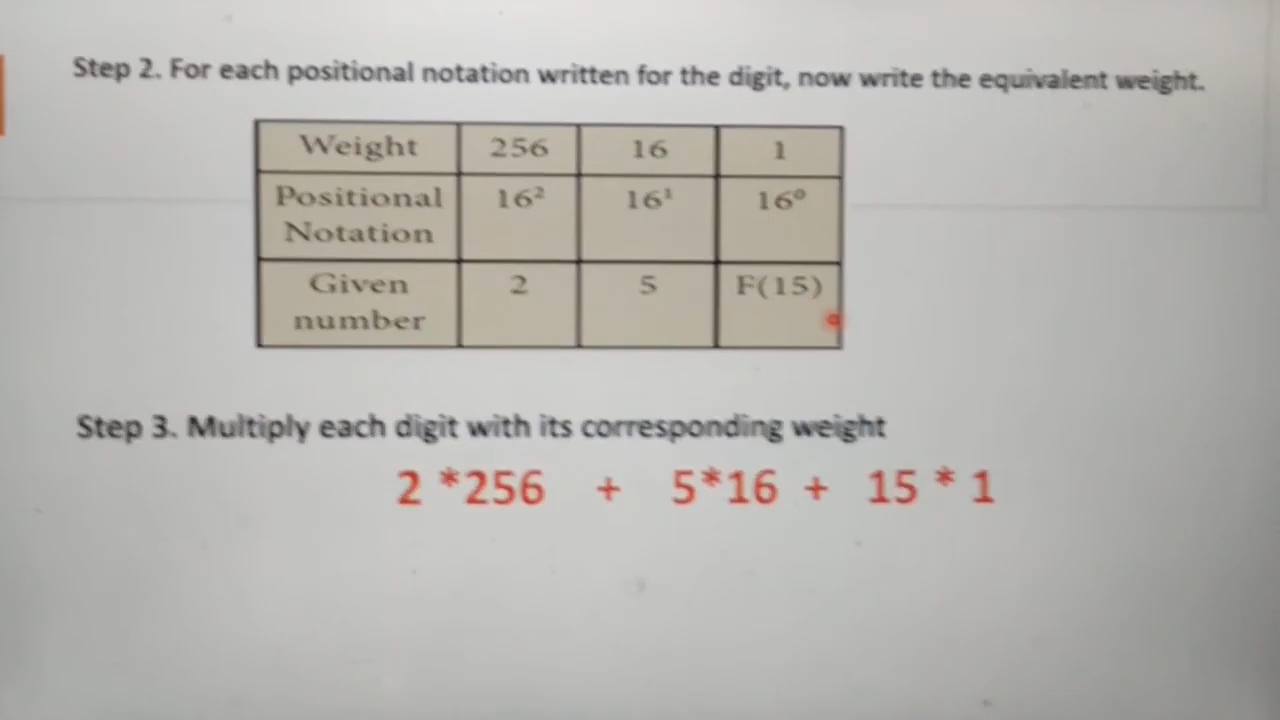 Step 2. For each positional notation written for the digit, now write the equivalent weight.
Weight 256 16 1
Positional Notation 16² 16¹ 16⁰
Given number 2 5 F(15)
Step 3. Multiply each digit with its corresponding weight
2 *256 + 5*16 + 15 * 1